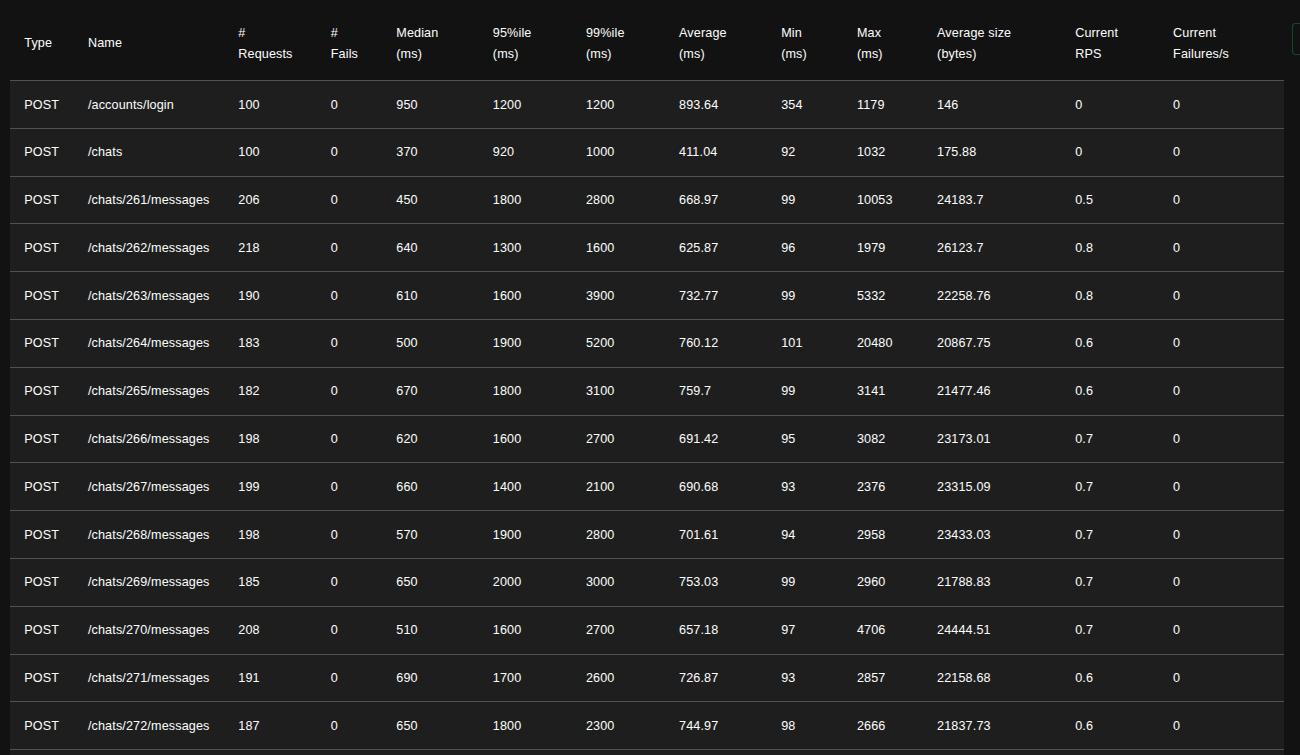 Type Name # Requests # Fails Median (ms) 95%ile (ms) 99%ile (ms) Average (ms) Min (ms) Max (ms) Average size (bytes) Current RPS Current Failures/s
POST /accounts/login 100 0 950 1200 1200 893.64 354 1179 146 0 0
POST /chats 100 0 370 920 1000 411.04 92 1032 175.88 0 0
POST /chats/261/messages 206 0 450 1800 2800 668.97 99 10053 24183.7 0.5 0
POST /chats/262/messages 218 0 640 1300 1600 625.87 96 1979 26123.7 0.8 0
POST /chats/263/messages 190 0 610 1600 3900 732.77 99 5332 22258.76 0.8 0
POST /chats/264/messages 183 0 500 1900 5200 760.12 101 20480 20867.75 0.6 0
POST /chats/265/messages 182 0 670 1800 3100 759.7 99 3141 21477.46 0.6 0
POST /chats/266/messages 198 0 620 1600 2700 691.42 95 3082 23173.01 0.7 0
POST /chats/267/messages 199 0 660 1400 2100 690.68 93 2376 23315.09 0.7 0
POST /chats/268/messages 198 0 570 1900 2800 701.61 94 2958 23433.03 0.7 0
POST /chats/269/messages 185 0 650 2000 3000 753.03 99 2960 21788.83 0.7 0
POST /chats/270/messages 208 0 510 1600 2700 657.18 97 4706 24444.51 0.7 0
POST /chats/271/messages 191 0 690 1700 2600 726.87 93 2857 22158.68 0.6 0
POST /chats/272/messages 187 0 650 1800 2300 744.97 98 2666 21837.73 0.6 0